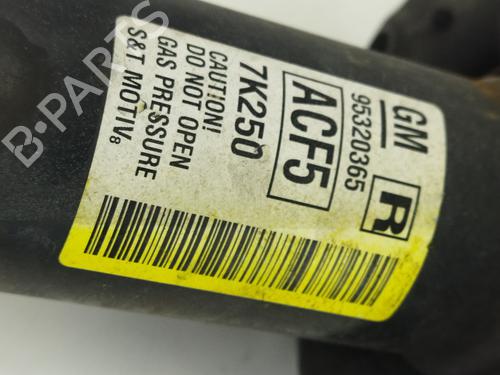 GM
95320365
R
ACF5
7K250
CAUTION!
DO NOT OPEN
GAS PRESSURE
S&T MOTIV8
B-PARTS